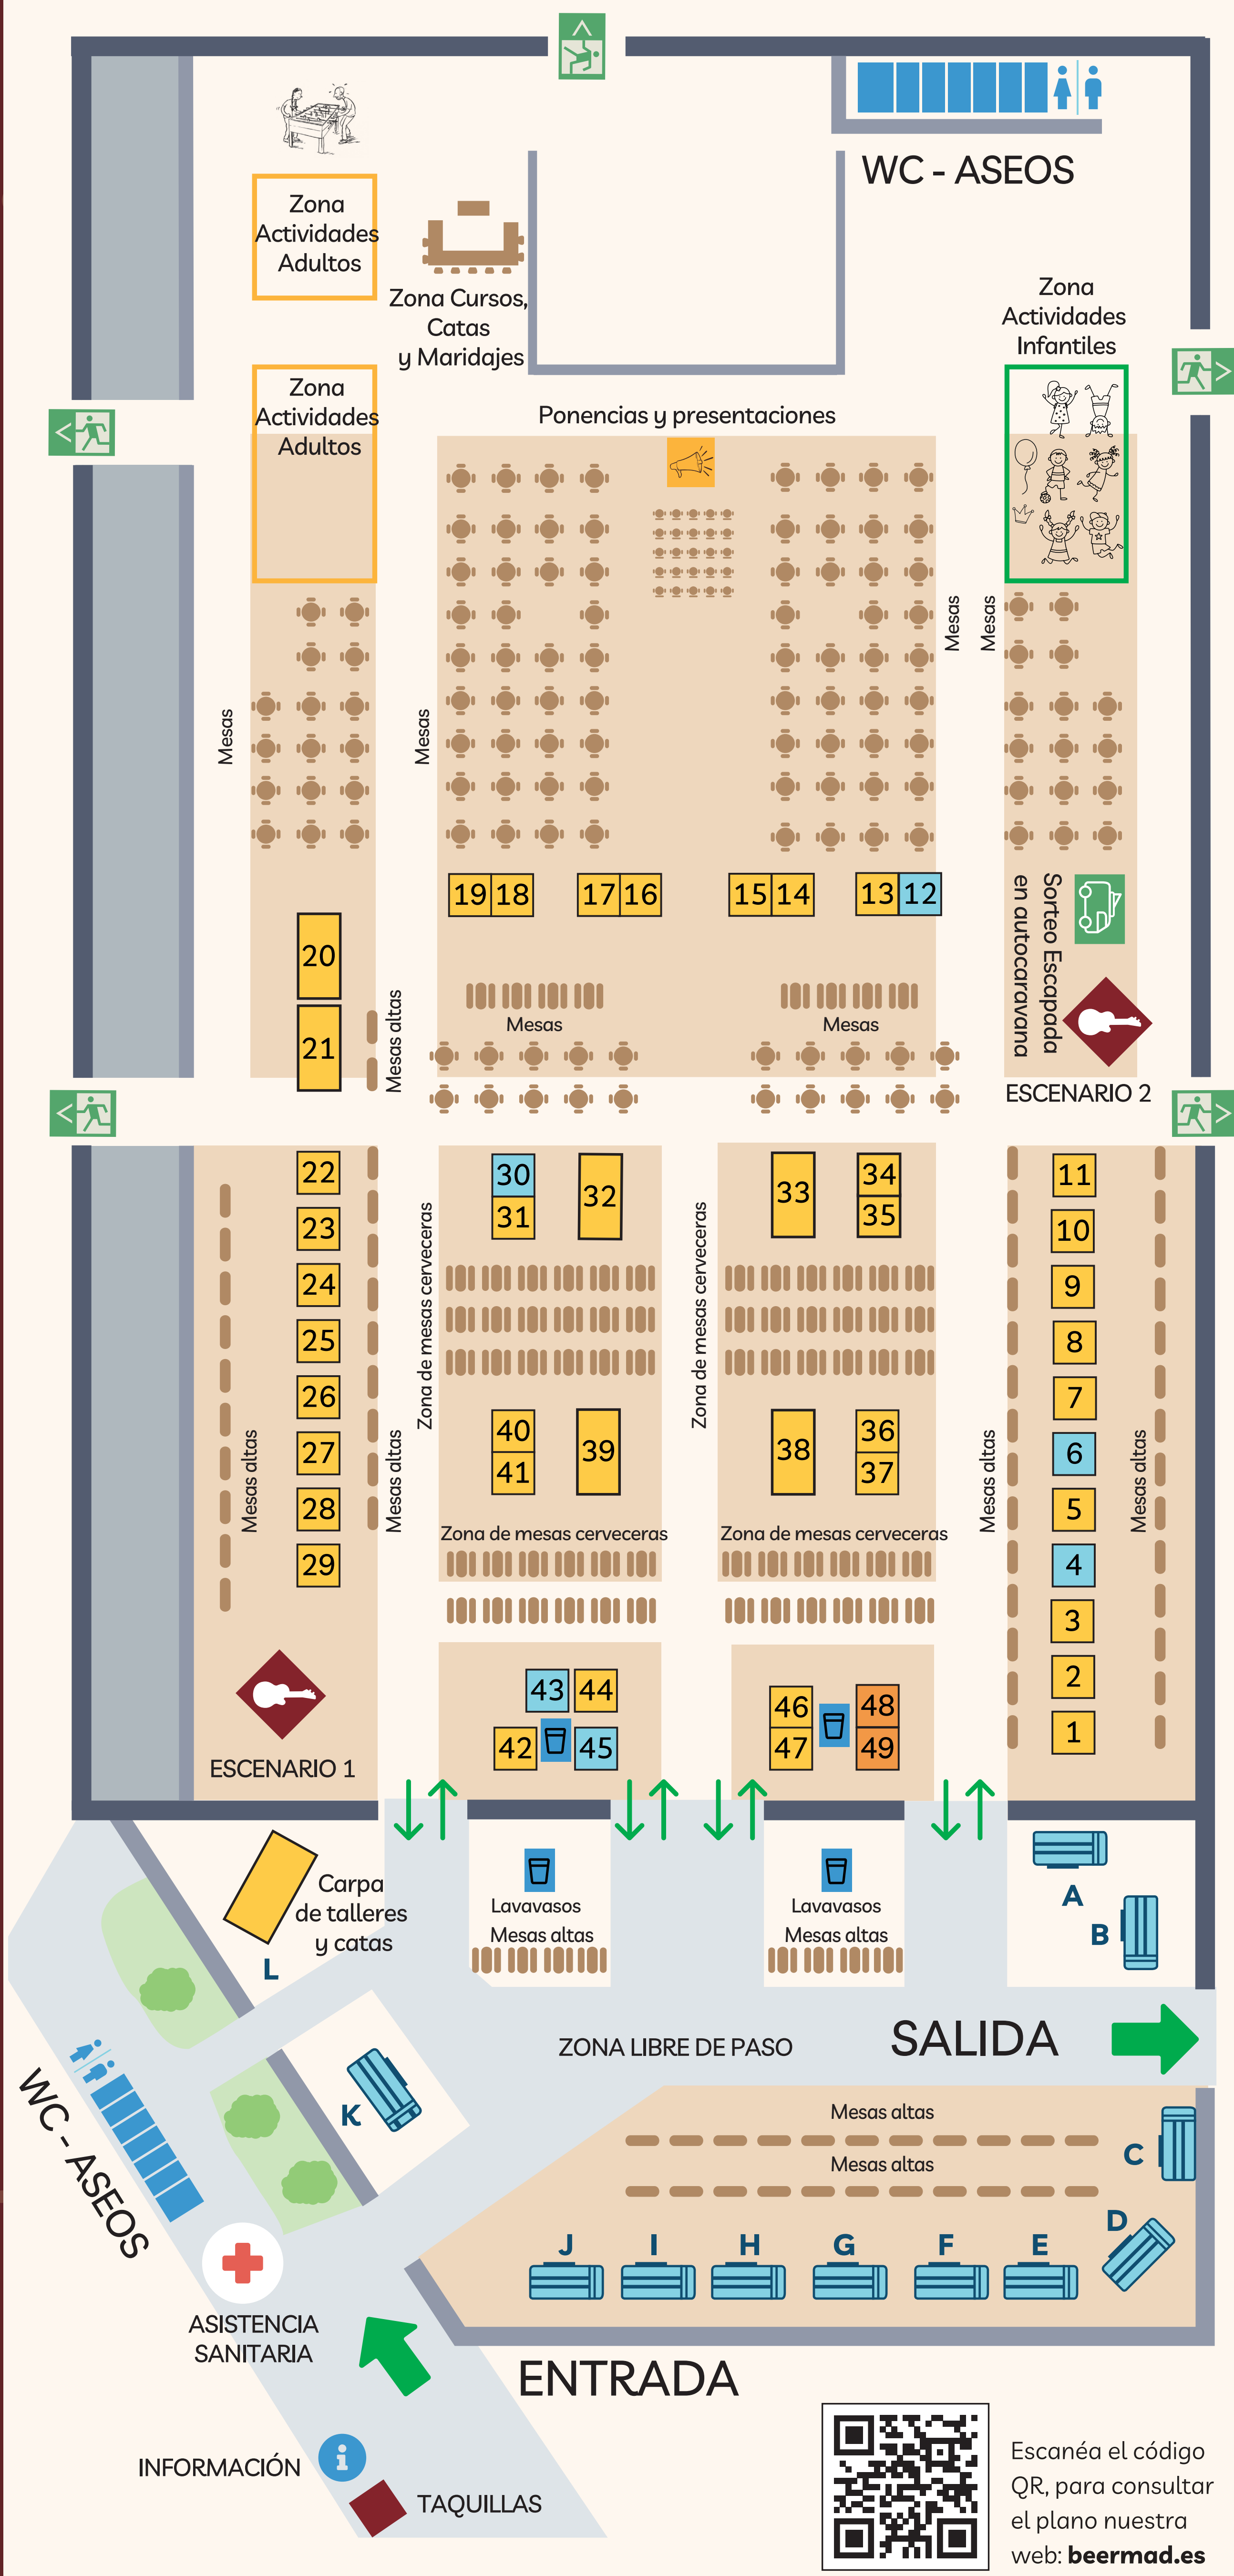 WC - ASEOS
Zona
Actividades
Adultos
Zona Cursos,
Catas
y Maridajes
Zona
Actividades
Infantiles
Zona
Actividades
Adultos
Ponencias y presentaciones
Mesas
Mesas
Mesas
Mesas
19 18 17 16 15 14 13 12
Sorteo Escapada
en autocaravana
20
21
Mesas altas
Mesas
Mesas
ESCENARIO 2
22
23
24
25
26
27
28
29
Mesas altas
Mesas altas
Zona de mesas cerveceras
30
31
32
Zona de mesas cerveceras
33
34
35
40
41
39
38
36
37
Zona de mesas cerveceras
Zona de mesas cerveceras
11
10
9
8
7
6
5
4
3
2
1
Mesas altas
Mesas altas
ESCENARIO 1
43 44
42 45
46 48
47 49
Carpa
de talleres
y catas
L
Lavavasos
Mesas altas
Lavavasos
Mesas altas
A
B
ZONA LIBRE DE PASO
SALIDA
WC - ASEOS
K
Mesas altas
Mesas altas
C
D
J I H G F E
ASISTENCIA
SANITARIA
ENTRADA
INFORMACIÓN
i
TAQUILLAS
Escanéa el código
QR, para consultar
el plano nuestra
web: beermad.es